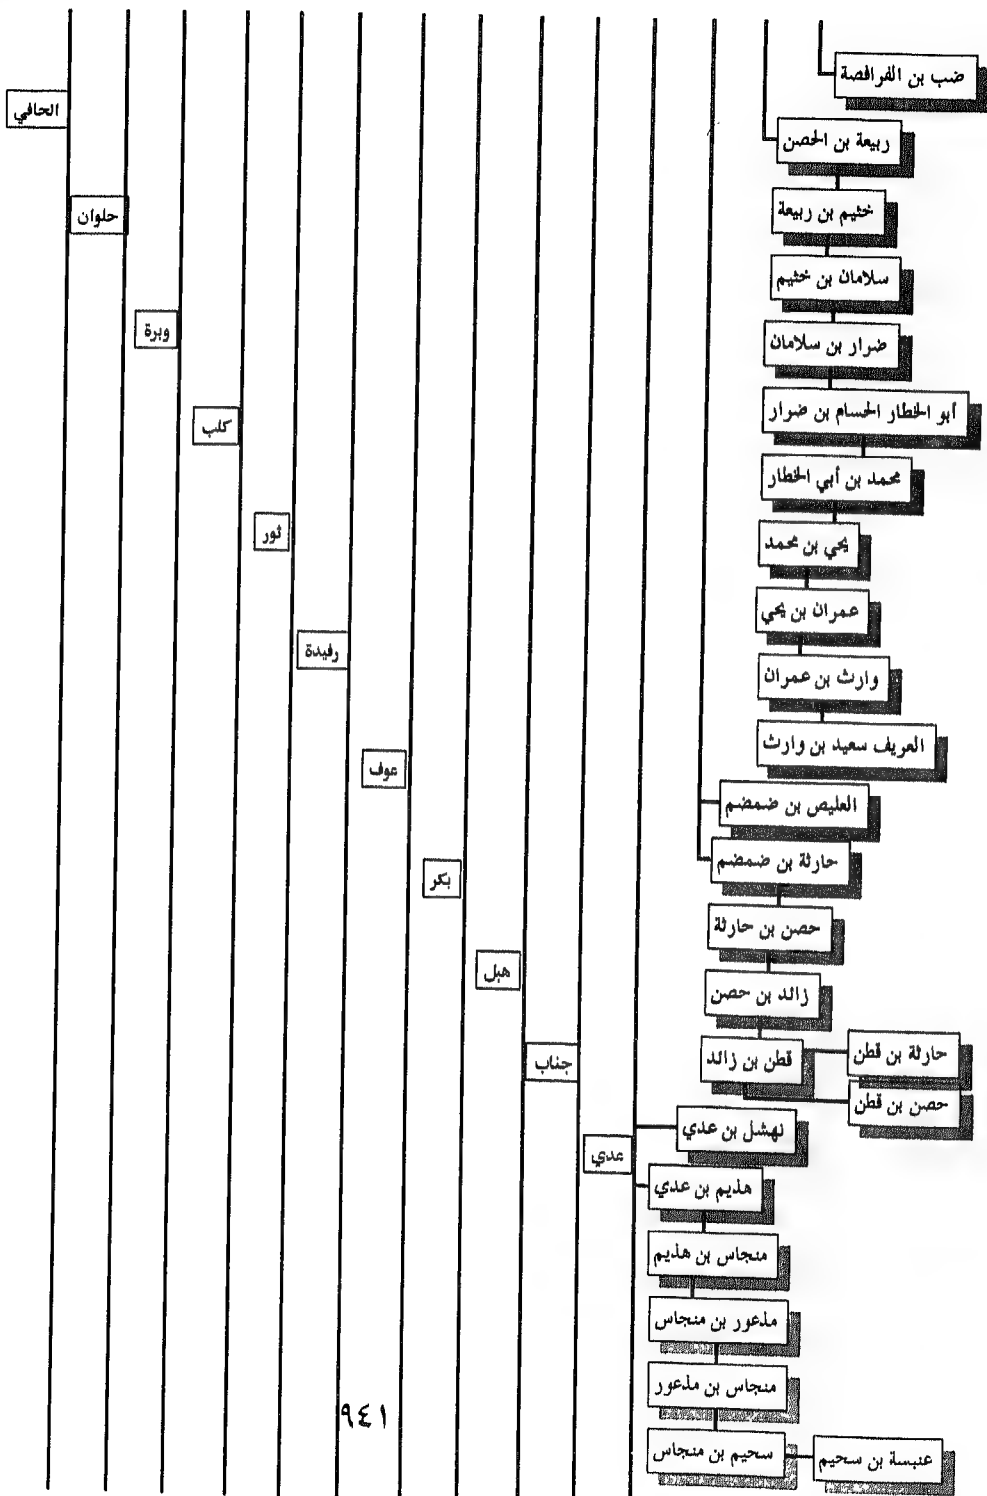 ضب بن الفرافصة
الحافي
ربيعة بن الحصن
خثيم بن ربيعة
حلوان
سلامان بن خثيم
وبرة
ضرار بن سلامان
أبو الخطار الحسام بن ضرار
كلب
محمد بن أبي الخطار
ثور
يحي بن محمد
عمران بن يحي
رفيدة
وارث بن عمران
العريف سعيد بن وارث
عوف
العليص بن ضمضم
حارثة بن ضمضم
بكر
حصن بن حارثة
هبل
زائد بن حصن
قطن بن زائد
حارثة بن قطن
جناب
حصن بن قطن
نهشل بن عدي
عدي
هذيم بن عدي
منجاس بن هذيم
مذعور بن منجاس
منجاس بن مذعور
٩٤١
سحيم بن منجاس
عنبسة بن سحيم